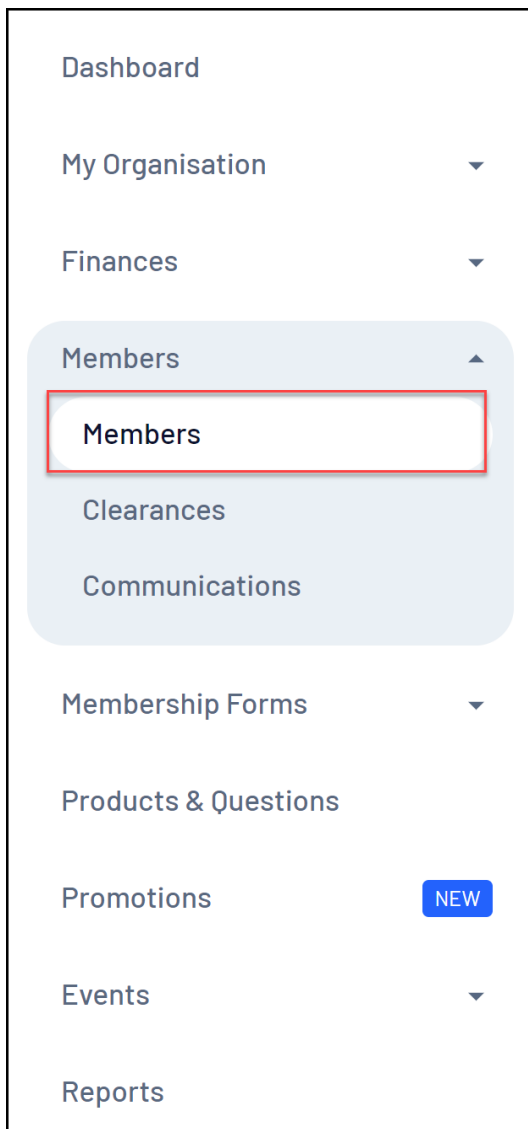 Dashboard
My Organisation
Finances
Members
Members
Clearances
Communications
Membership Forms
Products & Questions
Promotions NEW
Events
Reports